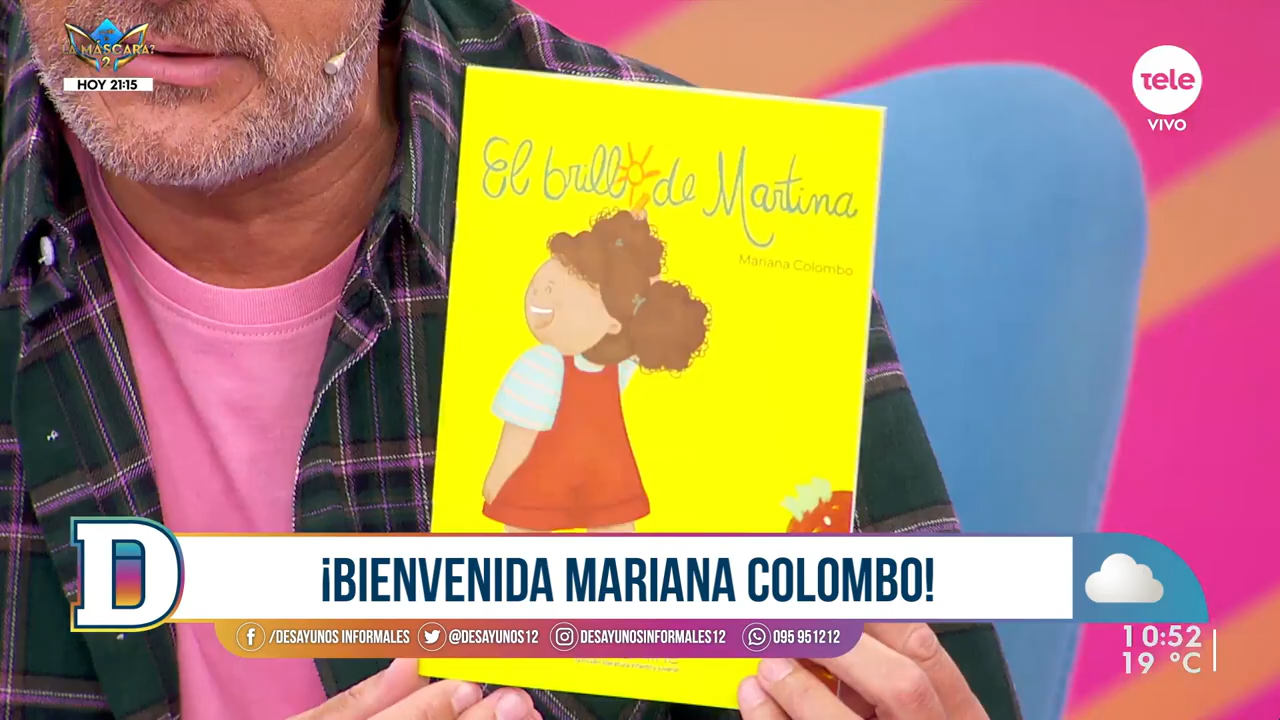 LA MÁSCARA?
2
HOY 21:15
tele
VIVO
El brillo de Martina
Mariana Colombo
D
¡BIENVENIDA MARIANA COLOMBO!
/DESAYUNOS INFORMALES @DESAYUNOS12 DESAYUNOSINFORMALES12 095 951212
10:52
19 °C